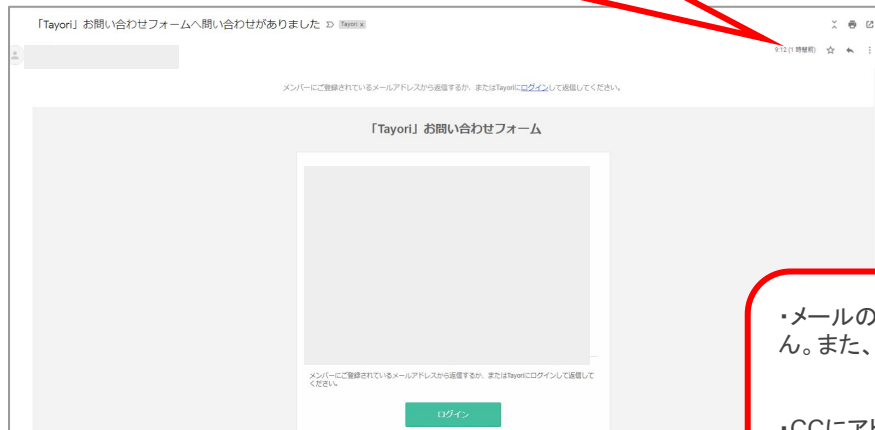 「Tayori」お問い合わせフォームへ問い合わせがありました Tayori x
9:12 (1 時間前)
メンバーにご登録されているメールアドレスから返信するか、またはTayoriにログインして返信してください。
「Tayori」お問い合わせフォーム
メンバーにご登録されているメールアドレスから返信するか、またはTayoriにログインして返信して
ください。
ログイン
・メールの
ん。また、
・CCにア